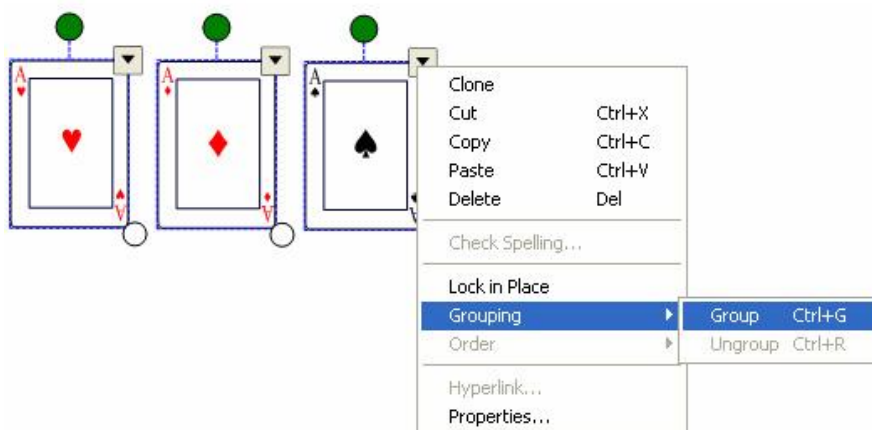 A A A
Clone
Cut Ctrl+X
Copy Ctrl+C
Paste Ctrl+V
Delete Del
Check Spelling...
Lock in Place
Grouping Group Ctrl+G
Order Ungroup Ctrl+R
Hyperlink...
Properties...
A A A